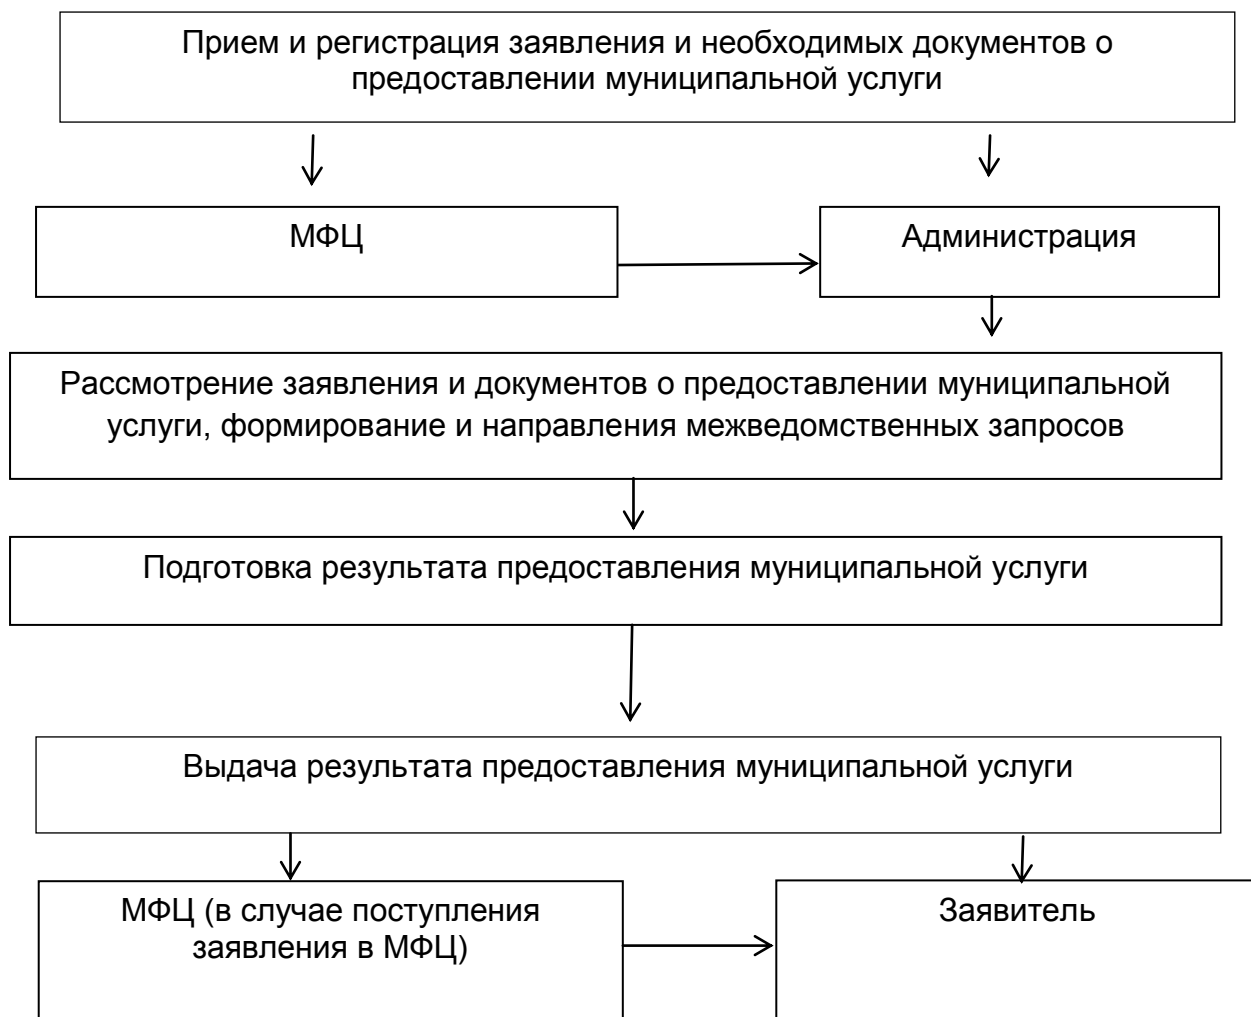 Прием и регистрация заявления и необходимых документов о
предоставлении муниципальной услуги
МФЦ
Администрация
Рассмотрение заявления и документов о предоставлении муниципальной
услуги, формирование и направления межведомственных запросов
Подготовка результата предоставления муниципальной услуги
Выдача результата предоставления муниципальной услуги
МФЦ (в случае поступления
заявления в МФЦ)
Заявитель